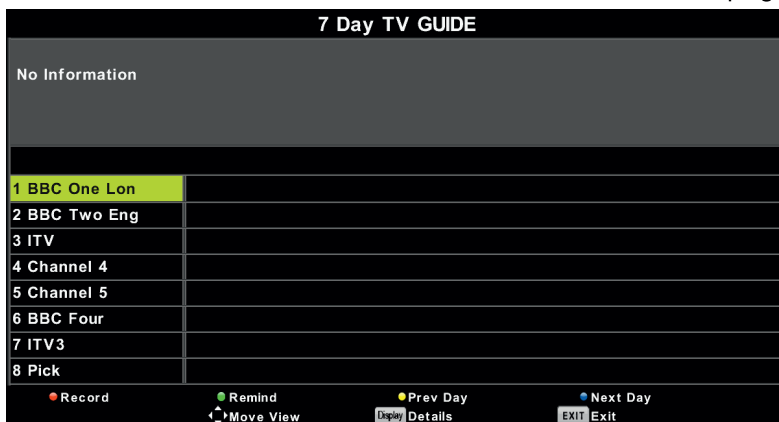 7 Day TV GUIDE
No Information
1 BBC One Lon
2 BBC Two Eng
3 ITV
4 Channel 4
5 Channel 5
6 BBC Four
7 ITV3
8 Pick
Record Remind Prev Day Next Day
Move View Display Details EXIT Exit